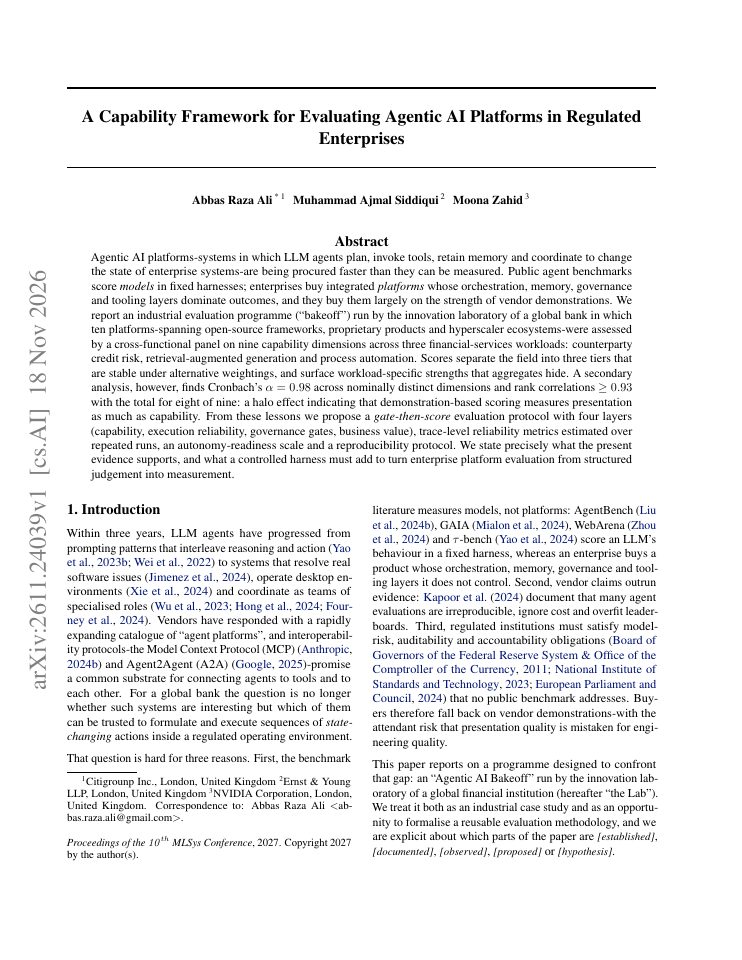 A Capability Framework for Evaluating Agentic AI Platforms in Regulated
Enterprises
Abbas Raza Ali * 1 Muhammad Ajmal Siddiqui 2 Moona Zahid 3
Abstract
Agentic AI platforms-systems in which LLM agents plan, invoke tools, retain memory and coordinate to change
the state of enterprise systems-are being procured faster than they can be measured. Public agent benchmarks
score models in fixed harnesses; enterprises buy integrated platforms whose orchestration, memory, governance
and tooling layers dominate outcomes, and they buy them largely on the strength of vendor demonstrations. We
report an industrial evaluation programme (“bakeoff”) run by the innovation laboratory of a global bank in which
ten platforms-spanning open-source frameworks, proprietary products and hyperscaler ecosystems-were assessed
by a cross-functional panel on nine capability dimensions across three financial-services workloads: counterparty
credit risk, retrieval-augmented generation and process automation. Scores separate the field into three tiers that
are stable under alternative weightings, and surface workload-specific strengths that aggregates hide. A secondary
analysis, however, finds Cronbach’s α = 0.98 across nominally distinct dimensions and rank correlations ≥ 0.93
with the total for eight of nine: a halo effect indicating that demonstration-based scoring measures presentation
as much as capability. From these lessons we propose a gate-then-score evaluation protocol with four layers
(capability, execution reliability, governance gates, business value), trace-level reliability metrics estimated over
repeated runs, an autonomy-readiness scale and a reproducibility protocol. We state precisely what the present
evidence supports, and what a controlled harness must add to turn enterprise platform evaluation from structured
judgement into measurement.
arXiv:2611.24039v1 [cs.AI] 18 Nov 2026
1. Introduction
Within three years, LLM agents have progressed from
prompting patterns that interleave reasoning and action (Yao
et al., 2023b; Wei et al., 2022) to systems that resolve real
software issues (Jimenez et al., 2024), operate desktop en-
vironments (Xie et al., 2024) and coordinate as teams of
specialised roles (Wu et al., 2023; Hong et al., 2024; Four-
ney et al., 2024). Vendors have responded with a rapidly
expanding catalogue of “agent platforms”, and interoperabil-
ity protocols-the Model Context Protocol (MCP) (Anthropic,
2024b) and Agent2Agent (A2A) (Google, 2025)-promise
a common substrate for connecting agents to tools and to
each other. For a global bank the question is no longer
whether such systems are interesting but which of them
can be trusted to formulate and execute sequences of state-
changing actions inside a regulated operating environment.
That question is hard for three reasons. First, the benchmark
1Citigrounp Inc., London, United Kingdom 2Ernst & Young
LLP, London, United Kingdom 3NVIDIA Corporation, London,
United Kingdom. Correspondence to: Abbas Raza Ali <ab-
bas.raza.ali@gmail.com>.
Proceedings of the 10th MLSys Conference, 2027. Copyright 2027
by the author(s).
literature measures models, not platforms: AgentBench (Liu
et al., 2024b), GAIA (Mialon et al., 2024), WebArena (Zhou
et al., 2024) and τ-bench (Yao et al., 2024) score an LLM’s
behaviour in a fixed harness, whereas an enterprise buys a
product whose orchestration, memory, governance and tool-
ing layers it does not control. Second, vendor claims outrun
evidence: Kapoor et al. (2024) document that many agent
evaluations are irreproducible, ignore cost and overfit leader-
boards. Third, regulated institutions must satisfy model-
risk, auditability and accountability obligations (Board of
Governors of the Federal Reserve System & Office of the
Comptroller of the Currency, 2011; National Institute of
Standards and Technology, 2023; European Parliament and
Council, 2024) that no public benchmark addresses. Buy-
ers therefore fall back on vendor demonstrations-with the
attendant risk that presentation quality is mistaken for engi-
neering quality.
This paper reports on a programme designed to confront
that gap: an “Agentic AI Bakeoff” run by the innovation lab-
oratory of a global financial institution (hereafter “the Lab”).
We treat it both as an industrial case study and as an opportu-
nity to formalise a reusable evaluation methodology, and we
are explicit about which parts of the paper are [established],
[documented], [observed], [proposed] or [hypothesis].